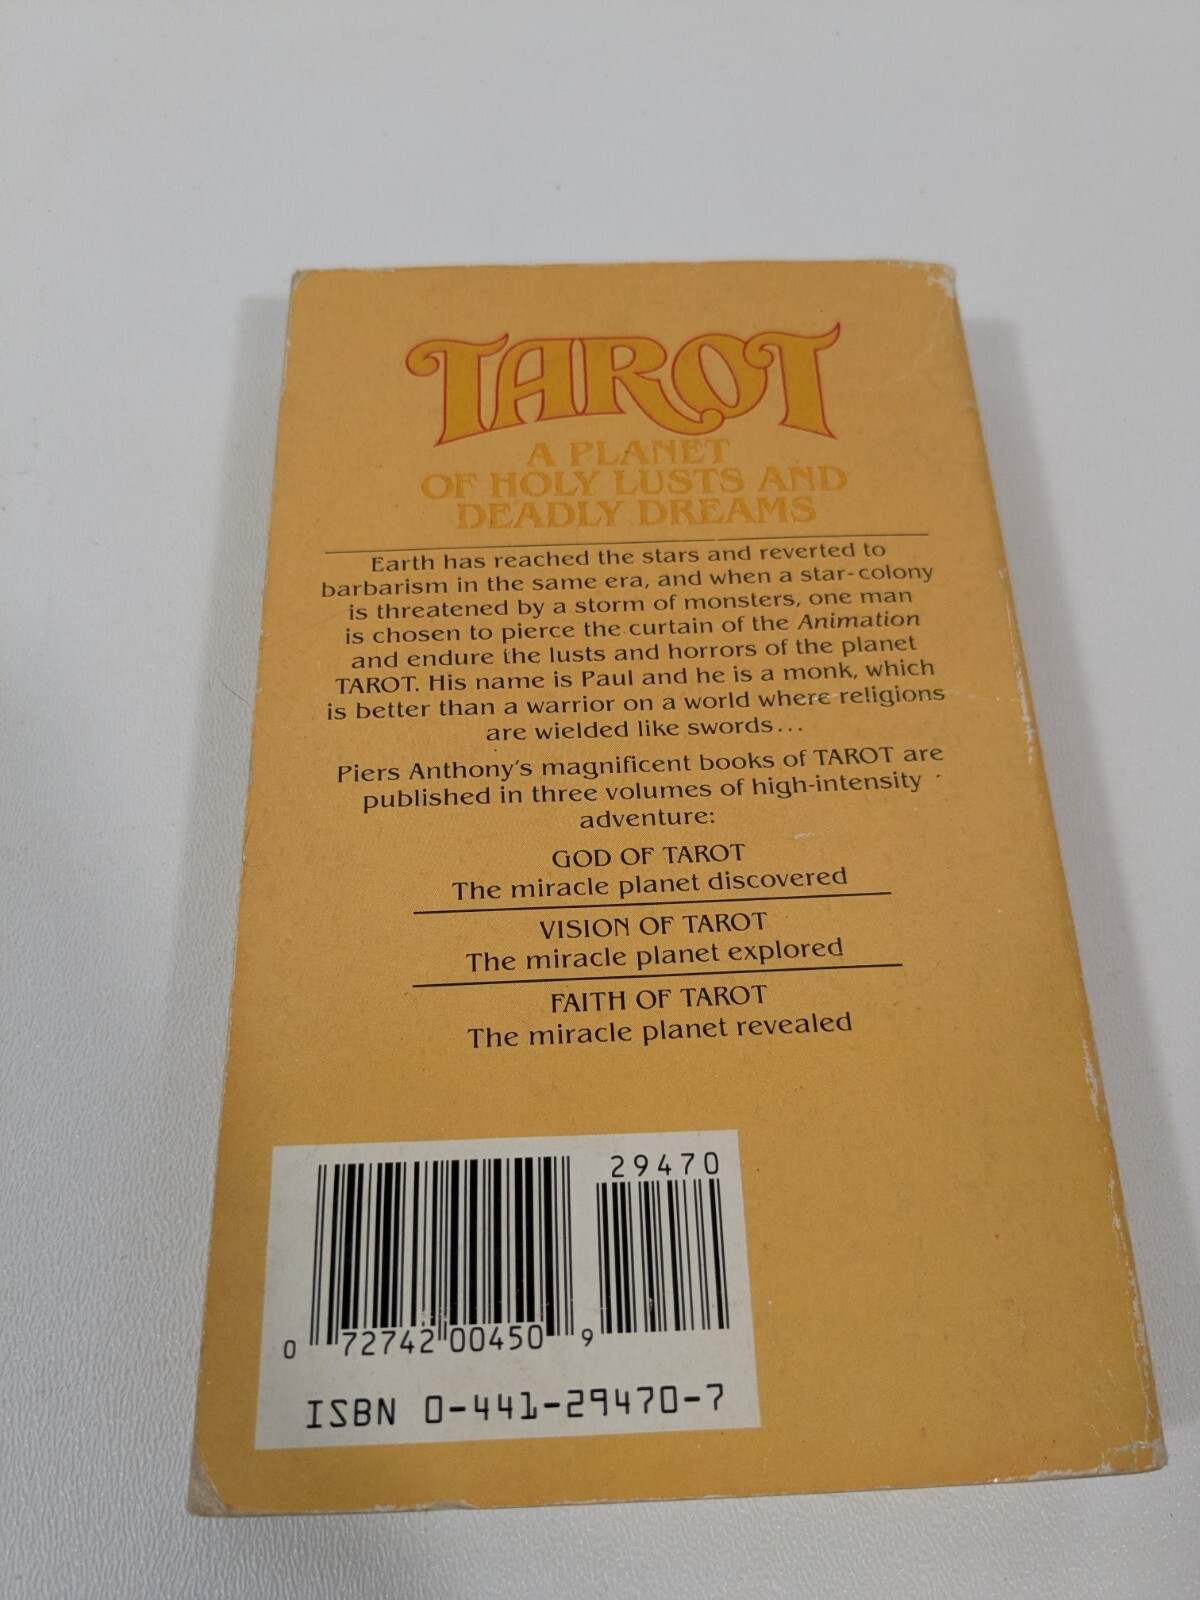 TAROT
A PLANET
OF HOLY LUSTS AND
DEADLY DREAMS
Earth has reached the stars and reverted to
barbarism in the same era, and when a star-colony
is threatened by a storm of monsters, one man
is chosen to pierce the curtain of the Animation
and endure the lusts and horrors of the planet
TAROT. His name is Paul and he is a monk, which
is better than a warrior on a world where religions
are wielded like swords...
Piers Anthony's magnificent books of TAROT are
published in three volumes of high-intensity
adventure:
GOD OF TAROT
The miracle planet discovered
VISION OF TAROT
The miracle planet explored
FAITH OF TAROT
The miracle planet revealed
29470
0 72742 00450 9
ISBN 0-441-29470-7